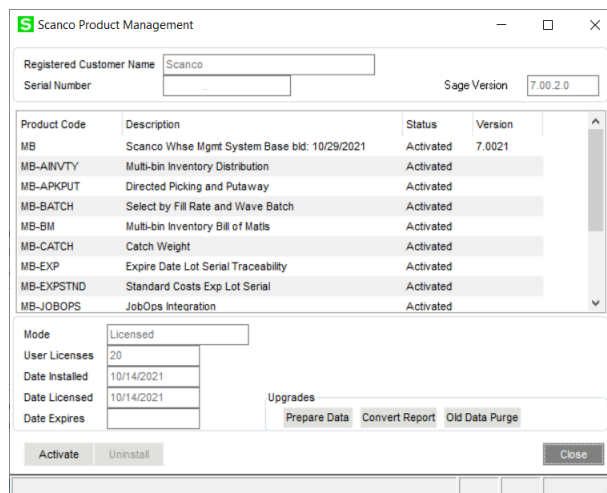 S Scanco Product Management
Registered Customer Name Scanco
Serial Number Sage Version 7.00.2.0
Product Code Description Status Version
MB Scanco Whse Mgmt System Base bld: 10/29/2021 Activated 7.0021
MB-AINVTY Multi-bin Inventory Distribution Activated
MB-APKPUT Directed Picking and Putaway Activated
MB-BATCH Select by Fill Rate and Wave Batch Activated
MB-BM Multi-bin Inventory Bill of Matls Activated
MB-CATCH Catch Weight Activated
MB-EXP Expire Date Lot Serial Traceability Activated
MB-EXPSTND Standard Costs Exp Lot Serial Activated
MB-JOBOPS JobOps Integration Activated
Mode Licensed
User Licenses 20
Date Installed 10/14/2021
Date Licensed 10/14/2021 Upgrades
Date Expires Prepare Data Convert Report Old Data Purge
Activate Uninstall Close